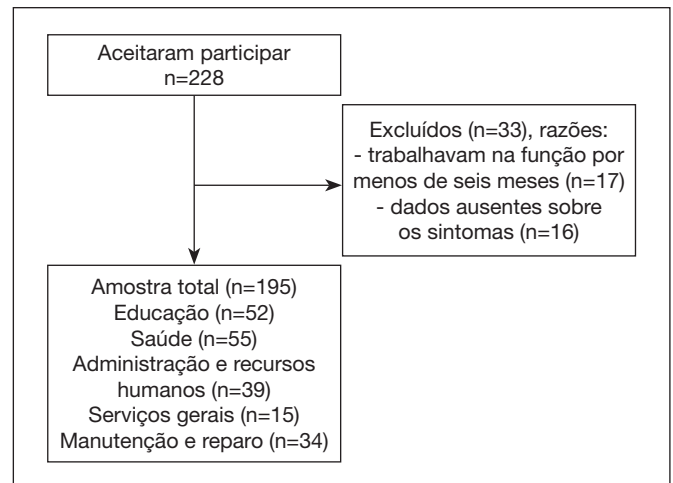 Aceitaram participar
n=228
Excluídos (n=33), razões:
- trabalhavam na função por
menos de seis meses (n=17)
- dados ausentes sobre
os sintomas (n=16)
Amostra total (n=195)
Educação (n=52)
Saúde (n=55)
Administração e recursos
humanos (n=39)
Serviços gerais (n=15)
Manutenção e reparo (n=34)